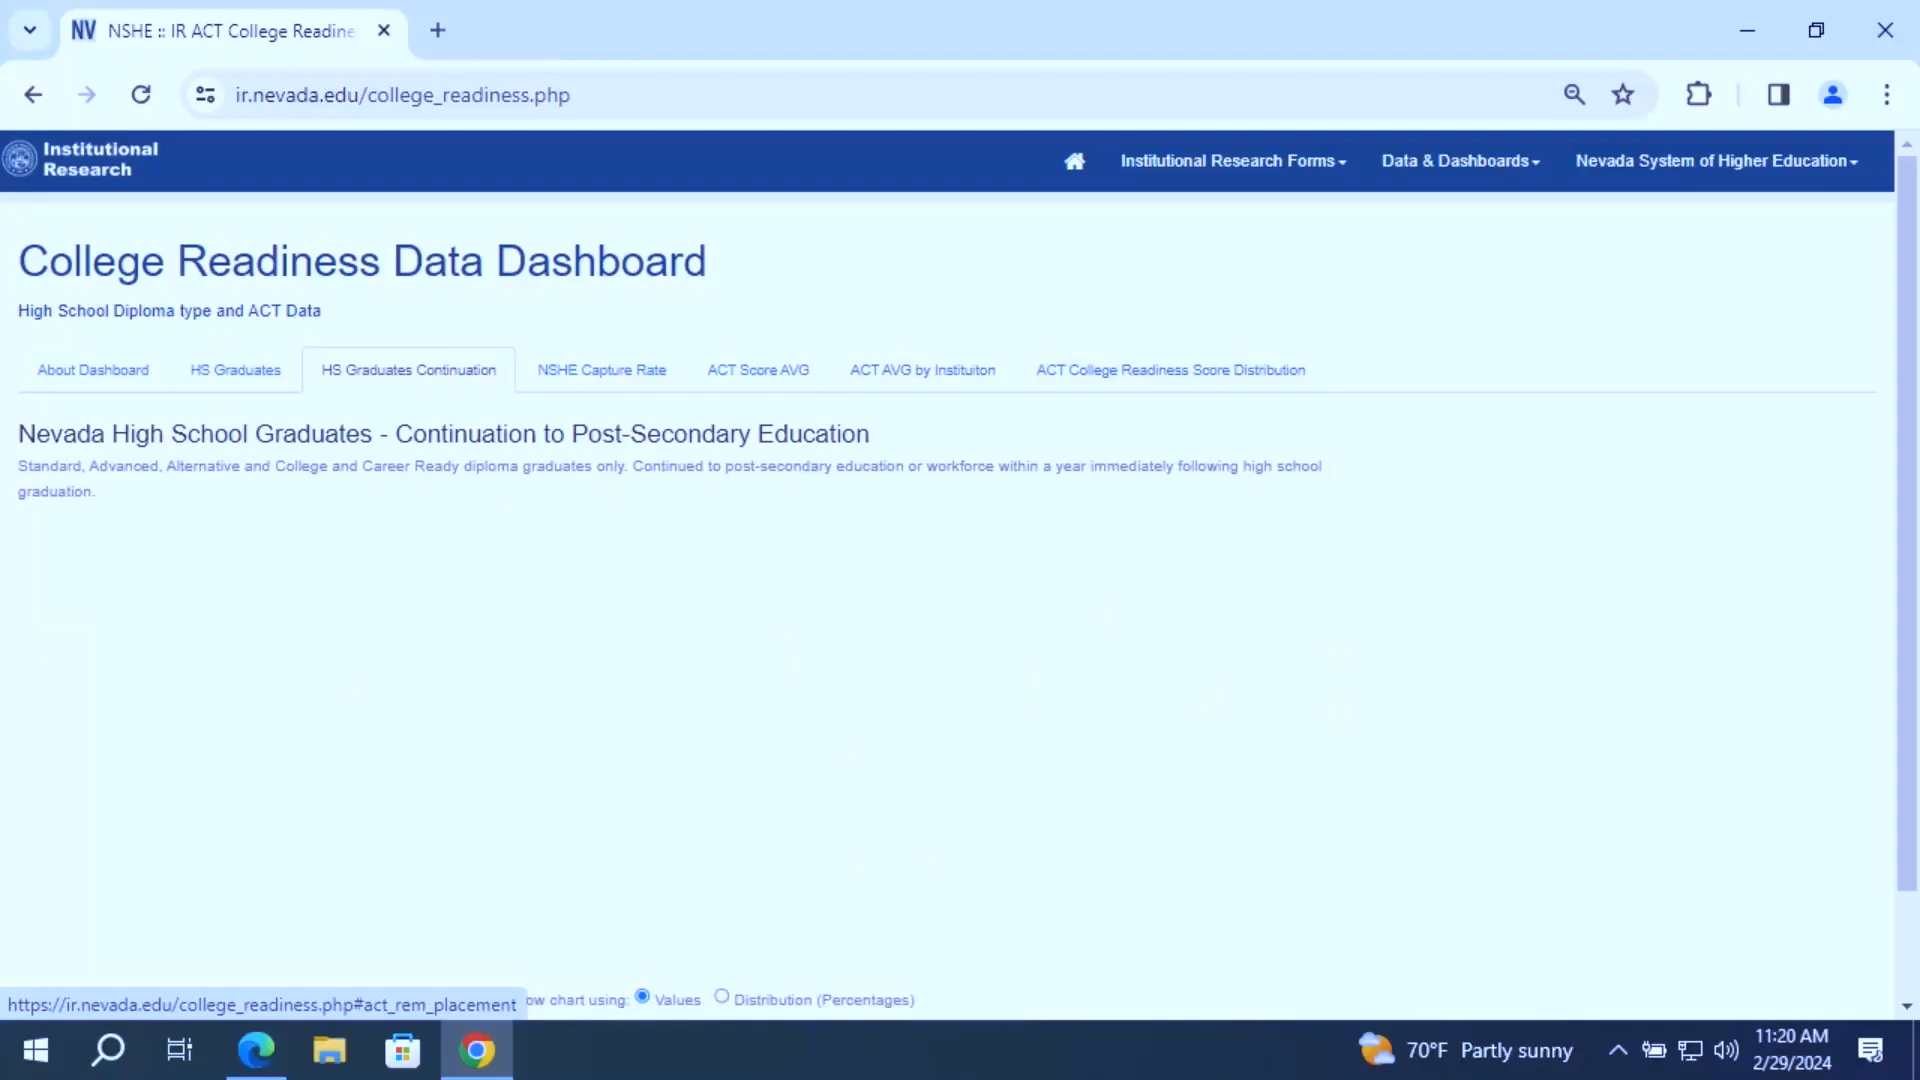 NV NSHE :: IR ACT College Readine
ir.nevada.edu/college_readiness.php
Institutional
Research
Institutional Research Forms
Data & Dashboards
Nevada System of Higher Education
College Readiness Data Dashboard
High School Diploma type and ACT Data
About Dashboard
HS Graduates
HS Graduates Continuation
NSHE Capture Rate
ACT Score AVG
ACT AVG by Instituiton
ACT College Readiness Score Distribution
Nevada High School Graduates - Continuation to Post-Secondary Education
Standard, Advanced, Alternative and College and Career Ready diploma graduates only. Continued to post-secondary education or workforce within a year immediately following high school
graduation.
https://ir.nevada.edu/college_readiness.php#act_rem_placement
ow chart using: Values Distribution (Percentages)
70°F Partly sunny
11:20 AM
2/29/2024